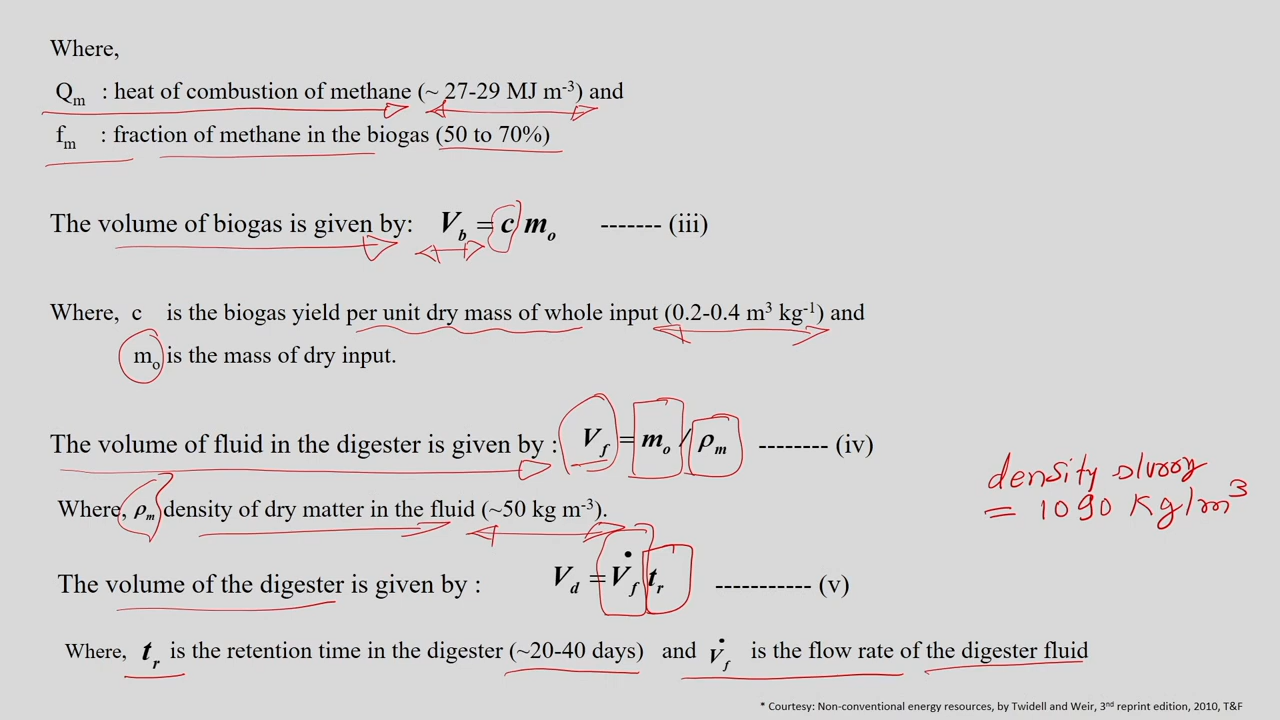 Where,
Qm : heat of combustion of methane (~ 27-29 MJ m-3) and
fm : fraction of methane in the biogas (50 to 70%)
The volume of biogas is given by: Vb = c mo ------- (iii)
Where, c is the biogas yield per unit dry mass of whole input (0.2-0.4 m3 kg-1) and
mo is the mass of dry input.
The volume of fluid in the digester is given by : Vf = mo / ρm -------- (iv)
density slurry
= 1090 Kg/m3
Where, ρm density of dry matter in the fluid (~50 kg m-3).
The volume of the digester is given by : Vd = V̇f tr ----------- (v)
Where, tr is the retention time in the digester (~20-40 days) and V̇f is the flow rate of the digester fluid
* Courtesy: Non-conventional energy resources, by Twidell and Weir, 3rd reprint edition, 2010, T&F